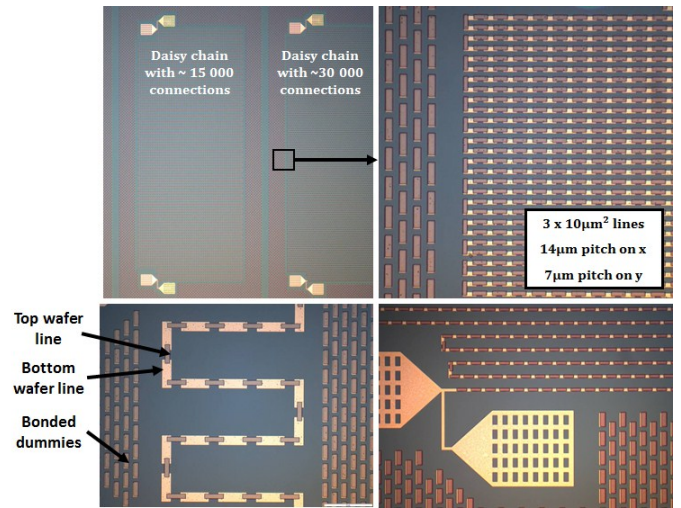 Daisy chain
with ~ 15 000
connections
Daisy chain
with ~30 000
connections
3 x 10µm² lines
14µm pitch on x
7µm pitch on y
Top wafer
line
Bottom
wafer line
Bonded
dummies